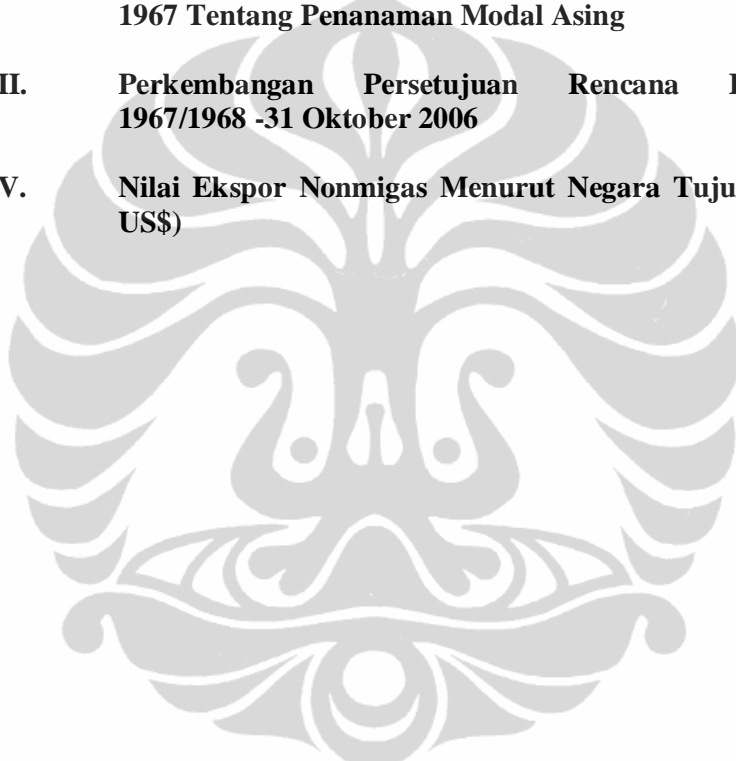 1967 Tentang Penanaman Modal Asing
II. Perkembangan Persetujuan Rencana
1967/1968 -31 Oktober 2006
V. Nilai Ekspor Nonmigas Menurut Negara Tuju
US$)